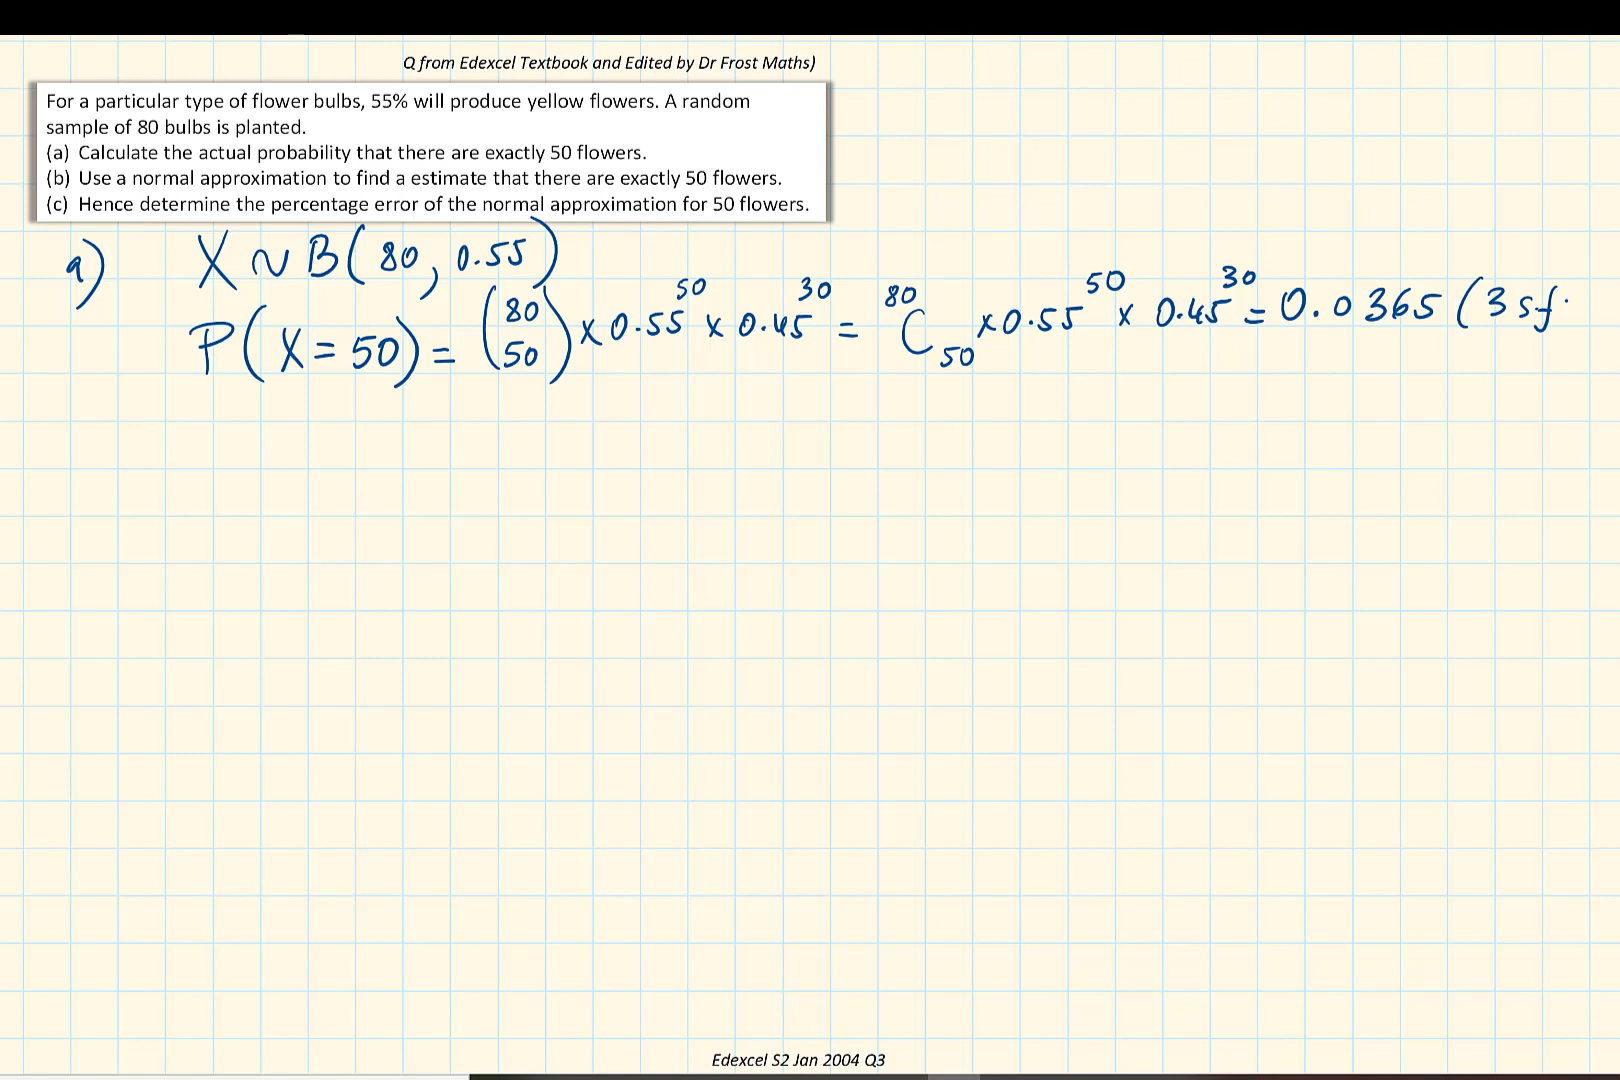 Q from Edexcel Textbook and Edited by Dr Frost Maths)
For a particular type of flower bulbs, 55% will produce yellow flowers. A random
sample of 80 bulbs is planted.
(a) Calculate the actual probability that there are exactly 50 flowers.
(b) Use a normal approximation to find a estimate that there are exactly 50 flowers.
(c) Hence determine the percentage error of the normal approximation for 50 flowers.
a) X ~ B(80, 0.55)
P(X = 50) = (80 50) × 0.55^50 × 0.45^30 = ^80C_50 × 0.55^50 × 0.45^30 = 0.0365 (3 sf.
Edexcel S2 Jan 2004 Q3